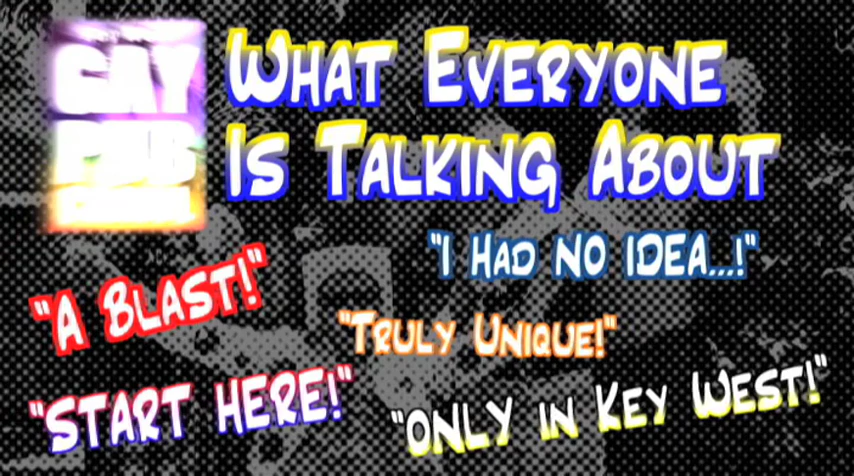 GAY
PUB
WHAT EVERYONE
IS TALKING ABOUT
"I HAD NO IDEA...!"
"A BLAST!"
"TRULY UNIQUE!"
"START HERE!"
"ONLY IN KEY WEST!"